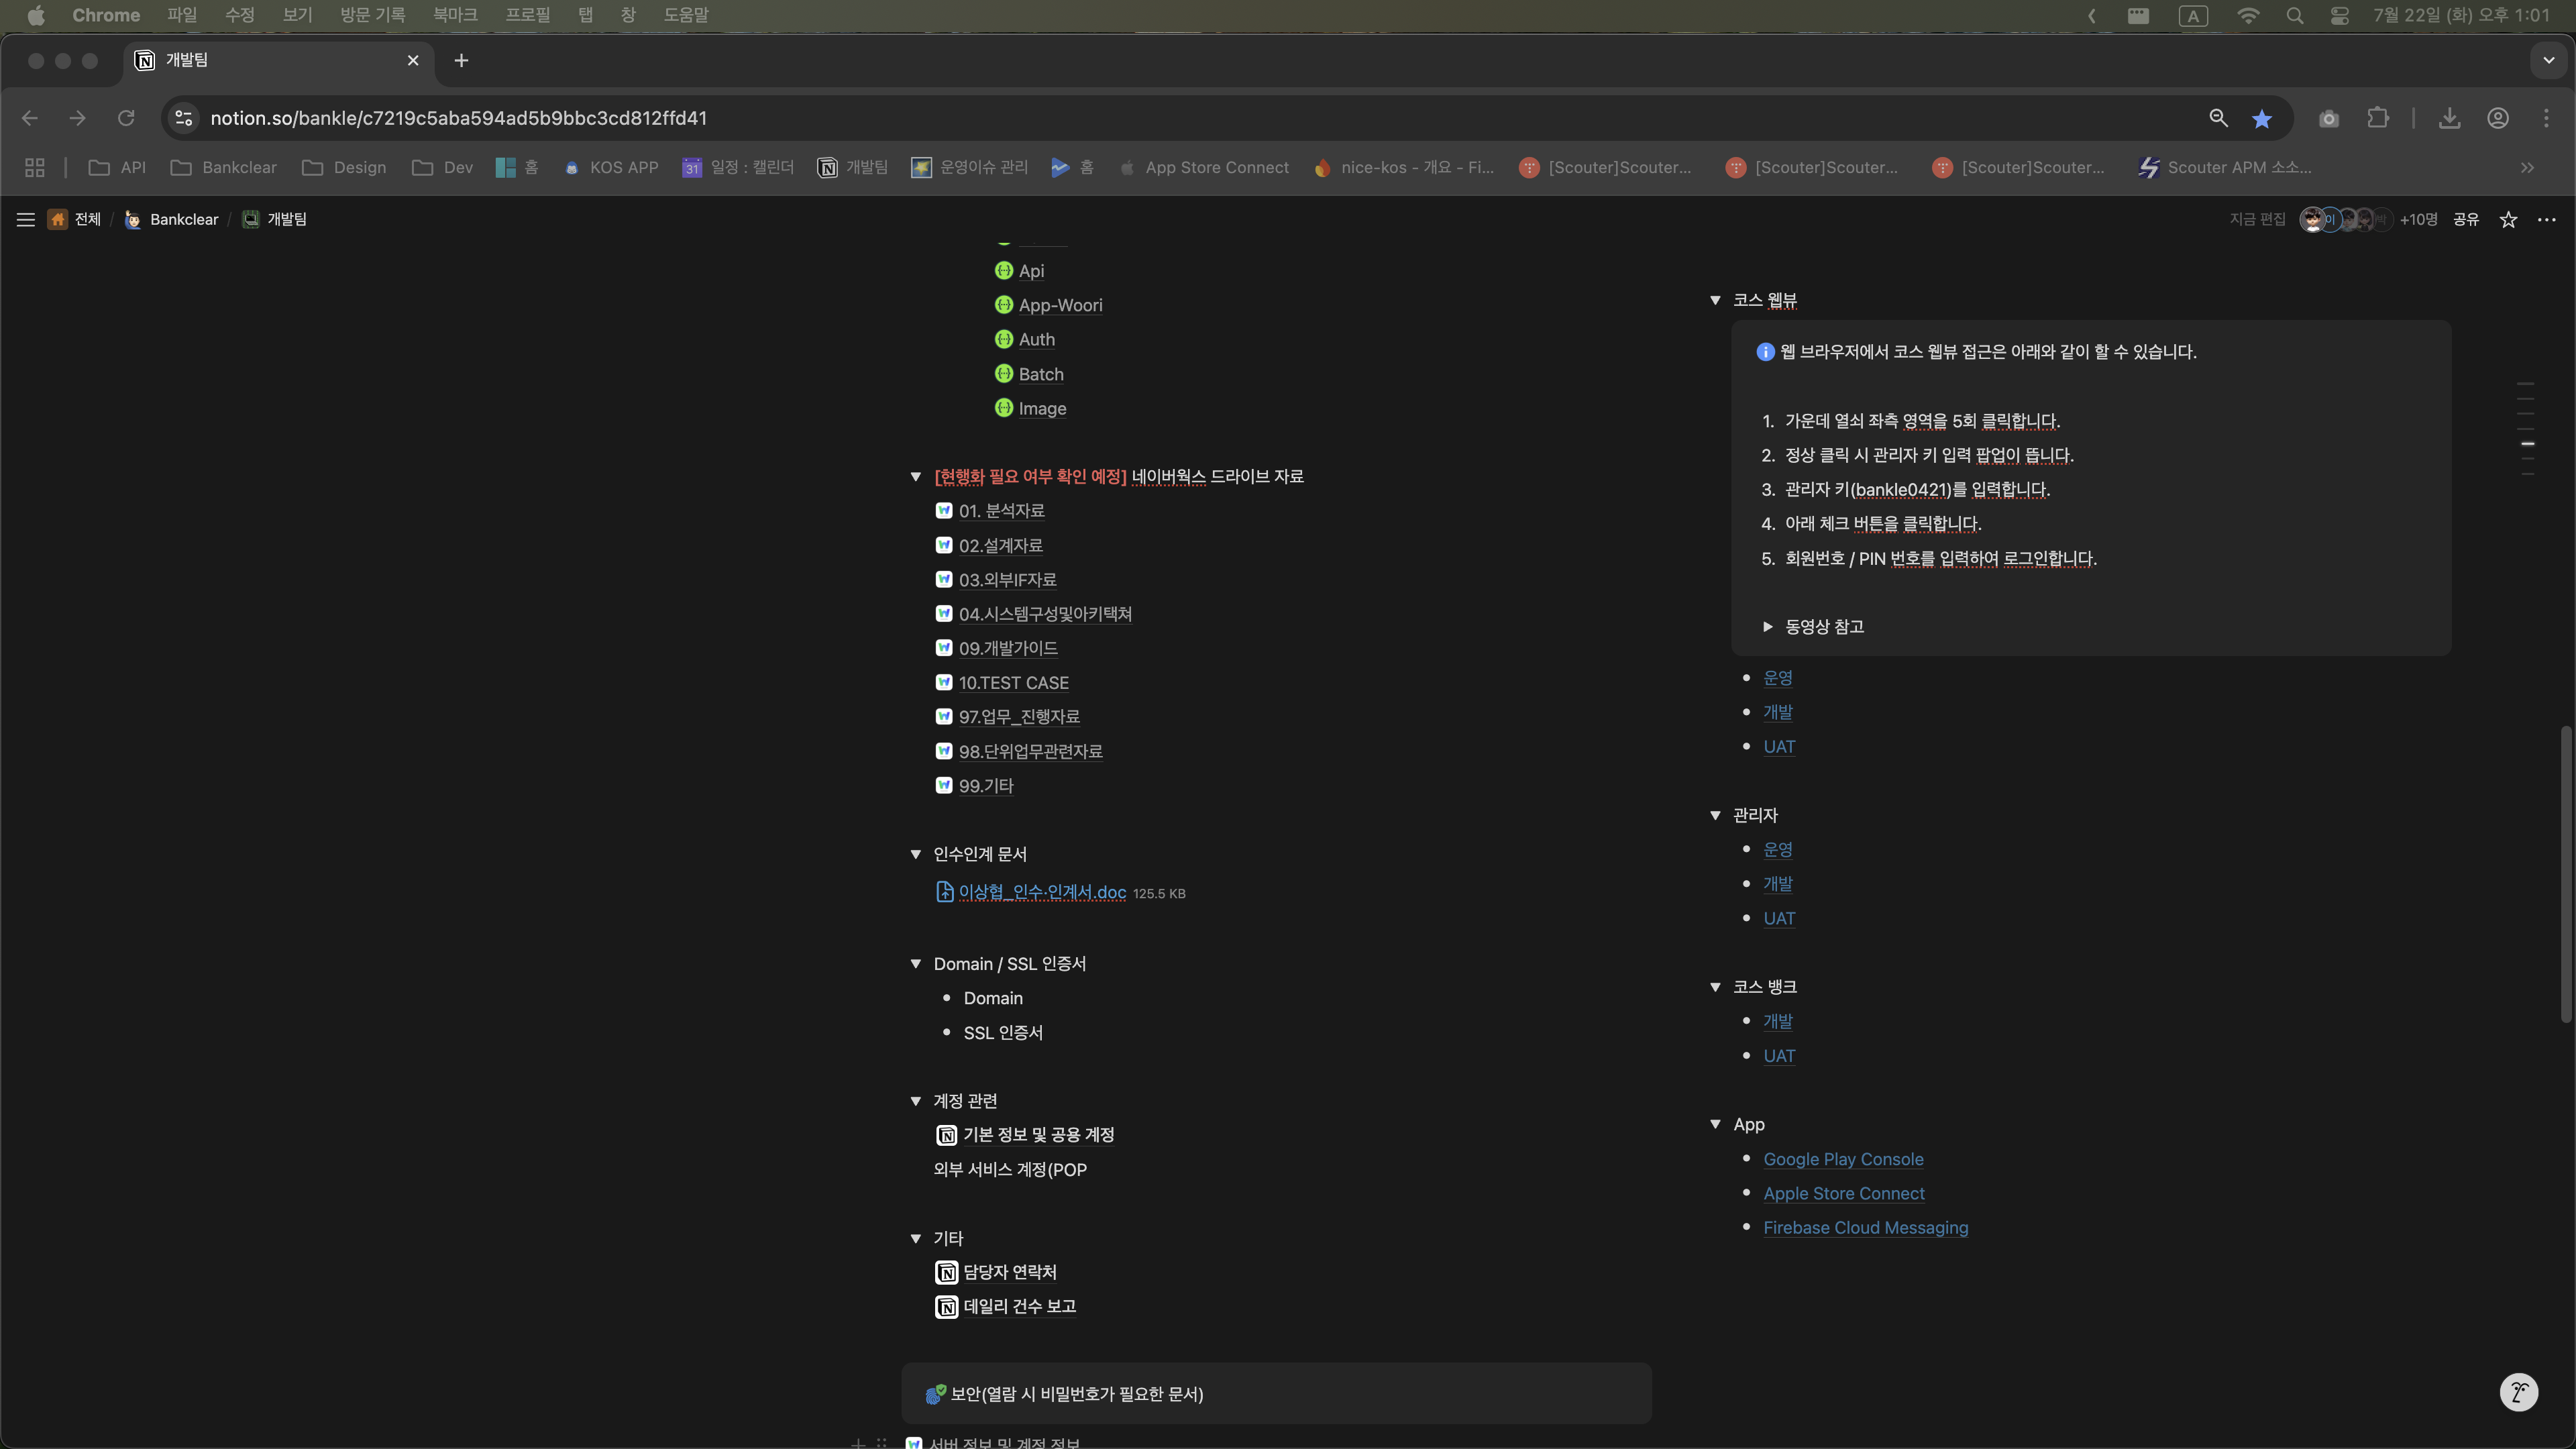 Chrome 파일 수정 보기 방문 기록 북마크 프로필 탭 창 도움말
A 7월 22일 (화) 오후 1:01
개발팀
notion.so/bankle/c7219c5aba594ad5b9bbc3cd812ffd41
API Bankclear Design Dev 홈 KOS APP 31 일정 : 캘린더 개발팀 운영이슈 관리 홈 App Store Connect nice-kos - 개요 - Fi... [Scouter]Scouter... [Scouter]Scouter... [Scouter]Scouter... Scouter APM 소소...
전체 / Bankclear / 개발팀
지금 편집 이 박 +10명 공유
Api
App-Woori
Auth
Batch
Image
[현행화 필요 여부 확인 예정] 네이버웍스 드라이브 자료
01. 분석자료
02.설계자료
03.외부IF자료
04.시스템구성및아키택쳐
09.개발가이드
10.TEST CASE
97.업무_진행자료
98.단위업무관련자료
99.기타
인수인계 문서
이상협_인수·인계서.doc 125.5 KB
Domain / SSL 인증서
Domain
SSL 인증서
계정 관련
기본 정보 및 공용 계정
외부 서비스 계정(POP
기타
담당자 연락처
데일리 건수 보고
보안(열람 시 비밀번호가 필요한 문서)
서버 정보 및 계정 정보
코스 웹뷰
웹 브라우저에서 코스 웹뷰 접근은 아래와 같이 할 수 있습니다.
1. 가운데 열쇠 좌측 영역을 5회 클릭합니다.
2. 정상 클릭 시 관리자 키 입력 팝업이 뜹니다.
3. 관리자 키(bankle0421)를 입력합니다.
4. 아래 체크 버튼을 클릭합니다.
5. 회원번호 / PIN 번호를 입력하여 로그인합니다.
동영상 참고
운영
개발
UAT
관리자
운영
개발
UAT
코스 뱅크
개발
UAT
App
Google Play Console
Apple Store Connect
Firebase Cloud Messaging